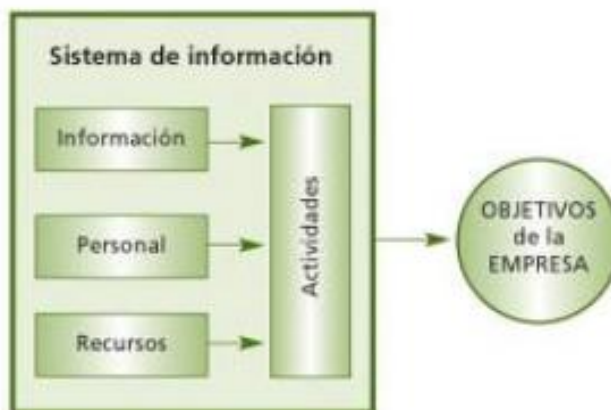 Sistema de información
Información
Personal
Recursos
Actividades
OBJETIVOS
de la
EMPRESA